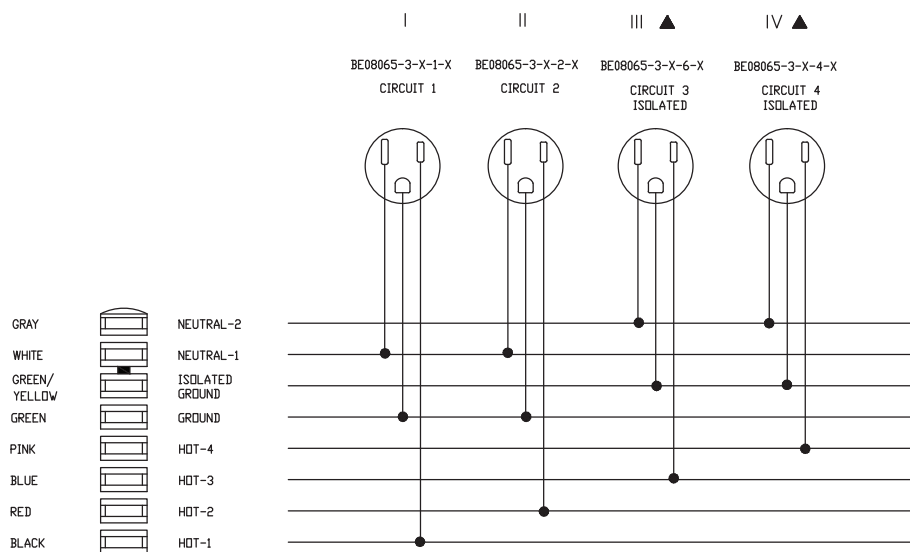 I II III ▲ IV ▲
BE08065-3-X-1-X BE08065-3-X-2-X BE08065-3-X-6-X BE08065-3-X-4-X
CIRCUIT 1 CIRCUIT 2 CIRCUIT 3 CIRCUIT 4
ISOLATED ISOLATED
GRAY NEUTRAL-2
WHITE NEUTRAL-1
GREEN/ ISOLATED
YELLOW GROUND
GREEN GROUND
PINK HOT-4
BLUE HOT-3
RED HOT-2
BLACK HOT-1